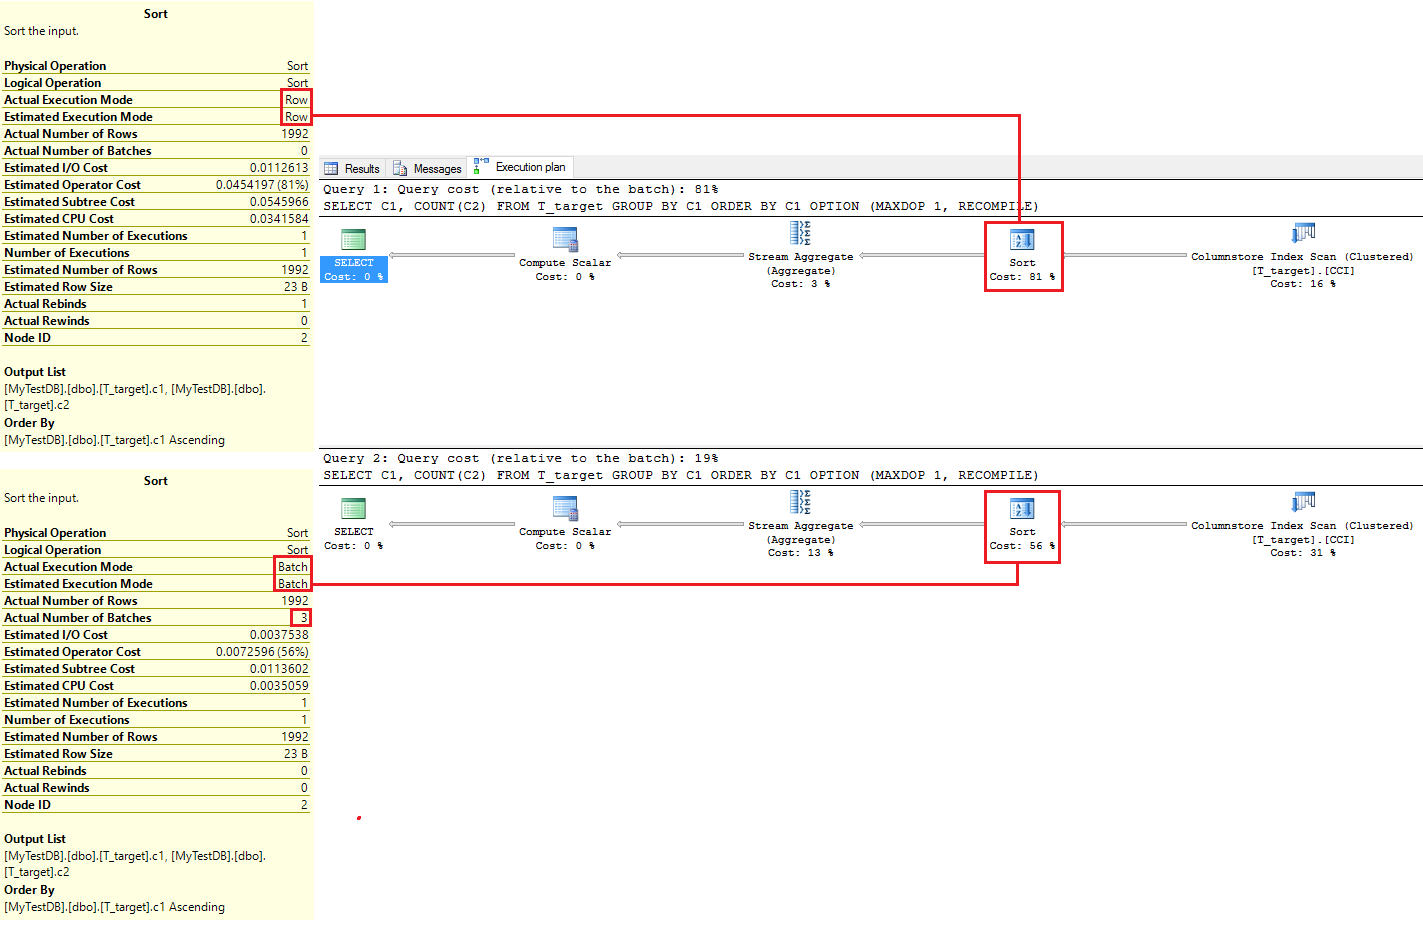 Sort
Sort the input.
Physical Operation Sort
Logical Operation Sort
Actual Execution Mode Row
Estimated Execution Mode Row
Actual Number of Rows 1992
Actual Number of Batches 0
Estimated I/O Cost 0.0112613
Estimated Operator Cost 0.0454197 (81%)
Estimated Subtree Cost 0.0545966
Estimated CPU Cost 0.0341584
Estimated Number of Executions 1
Number of Executions 1
Estimated Number of Rows 1992
Estimated Row Size 23 B
Actual Rebinds 1
Actual Rewinds 0
Node ID 2
Output List
[MyTestDB].[dbo].[T_target].c1, [MyTestDB].[dbo].
[T_target].c2
Order By
[MyTestDB].[dbo].[T_target].c1 Ascending
Results Messages Execution plan
Query 1: Query cost (relative to the batch): 81%
SELECT C1, COUNT(C2) FROM T_target GROUP BY C1 ORDER BY C1 OPTION (MAXDOP 1, RECOMPILE)
SELECT
Cost: 0 %
Compute Scalar
Cost: 0 %
Stream Aggregate
(Aggregate)
Cost: 3 %
Sort
Cost: 81 %
Columnstore Index Scan (Clustered)
[T_target].[CCI]
Cost: 16 %
Sort
Sort the input.
Physical Operation Sort
Logical Operation Sort
Actual Execution Mode Batch
Estimated Execution Mode Batch
Actual Number of Rows 1992
Actual Number of Batches 3
Estimated I/O Cost 0.0037538
Estimated Operator Cost 0.0072596 (56%)
Estimated Subtree Cost 0.0113602
Estimated CPU Cost 0.0035059
Estimated Number of Executions 1
Number of Executions 1
Estimated Number of Rows 1992
Estimated Row Size 23 B
Actual Rebinds 0
Actual Rewinds 0
Node ID 2
Output List
[MyTestDB].[dbo].[T_target].c1, [MyTestDB].[dbo].
[T_target].c2
Order By
[MyTestDB].[dbo].[T_target].c1 Ascending
Query 2: Query cost (relative to the batch): 19%
SELECT C1, COUNT(C2) FROM T_target GROUP BY C1 ORDER BY C1 OPTION (MAXDOP 1, RECOMPILE)
SELECT
Cost: 0 %
Compute Scalar
Cost: 0 %
Stream Aggregate
(Aggregate)
Cost: 13 %
Sort
Cost: 56 %
Columnstore Index Scan (Clustered)
[T_target].[CCI]
Cost: 31 %